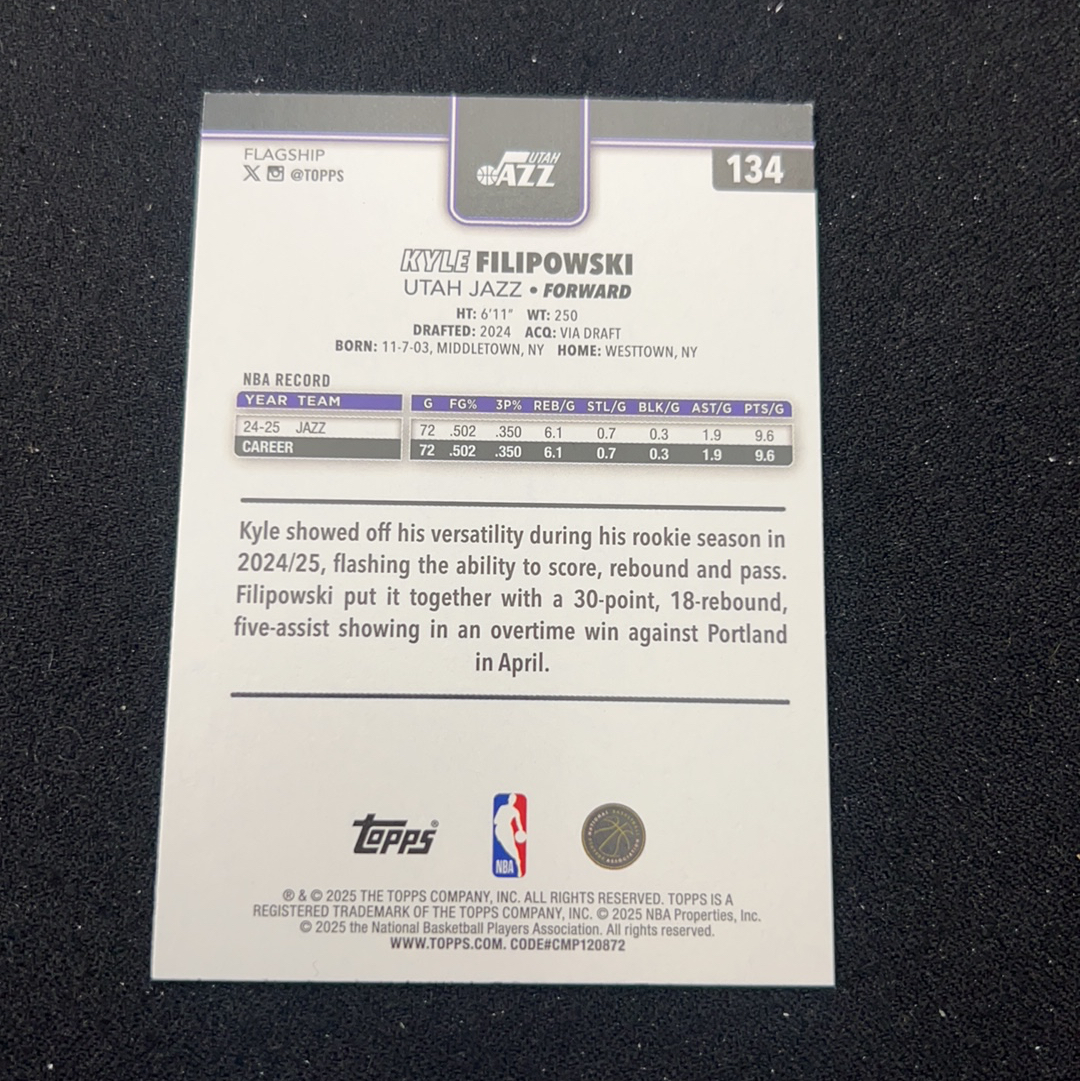 FLAGSHIP
@TOPPS
UTAH
JAZZ
134
KYLE FILIPOWSKI
UTAH JAZZ • FORWARD
HT: 6'11" WT: 250
DRAFTED: 2024 ACQ: VIA DRAFT
BORN: 11-7-03, MIDDLETOWN, NY HOME: WESTTOWN, NY
NBA RECORD
YEAR TEAM G FG% 3P% REB/G STL/G BLK/G AST/G PTS/G
24-25 JAZZ 72 .502 .350 6.1 0.7 0.3 1.9 9.6
CAREER 72 .502 .350 6.1 0.7 0.3 1.9 9.6
Kyle showed off his versatility during his rookie season in
2024/25, flashing the ability to score, rebound and pass.
Filipowski put it together with a 30-point, 18-rebound,
five-assist showing in an overtime win against Portland
in April.
Topps®
NBA
® & © 2025 THE TOPPS COMPANY, INC. ALL RIGHTS RESERVED. TOPPS IS A
REGISTERED TRADEMARK OF THE TOPPS COMPANY, INC. © 2025 NBA Properties, Inc.
© 2025 the National Basketball Players Association. All rights reserved.
WWW.TOPPS.COM. CODE#CMP120872